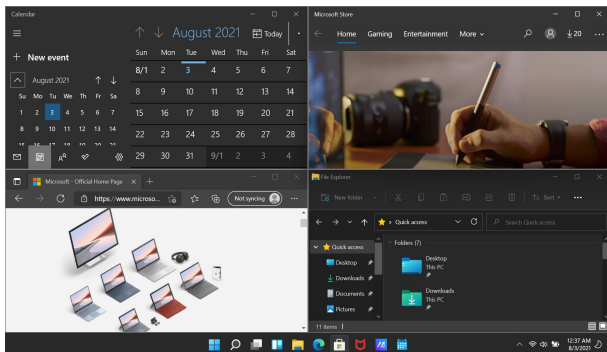 Calendar
August 2021
Today
New event
August 2021
Su Mo Tu We Th Fr Sa
1 2 3 4 5 6 7
8 9 10 11 12 13 14
Sun Mon Tue Wed Thu Fri Sat
8/1 2 3 4 5 6 7
8 9 10 11 12 13 14
15 16 17 18 19 20 21
22 23 24 25 26 27 28
29 30 31 9/1 2 3 4
Microsoft Store
Home Gaming Entertainment More
20
Microsoft - Official Home Page
https://www.microso...
Not syncing
File Explorer
New folder
Sort
Quick access
Search Quick access
Quick access
Desktop
Downloads
Documents
Pictures
Folders (7)
Desktop
This PC
Downloads
This PC
11 items
12:37 AM
8/3/2021